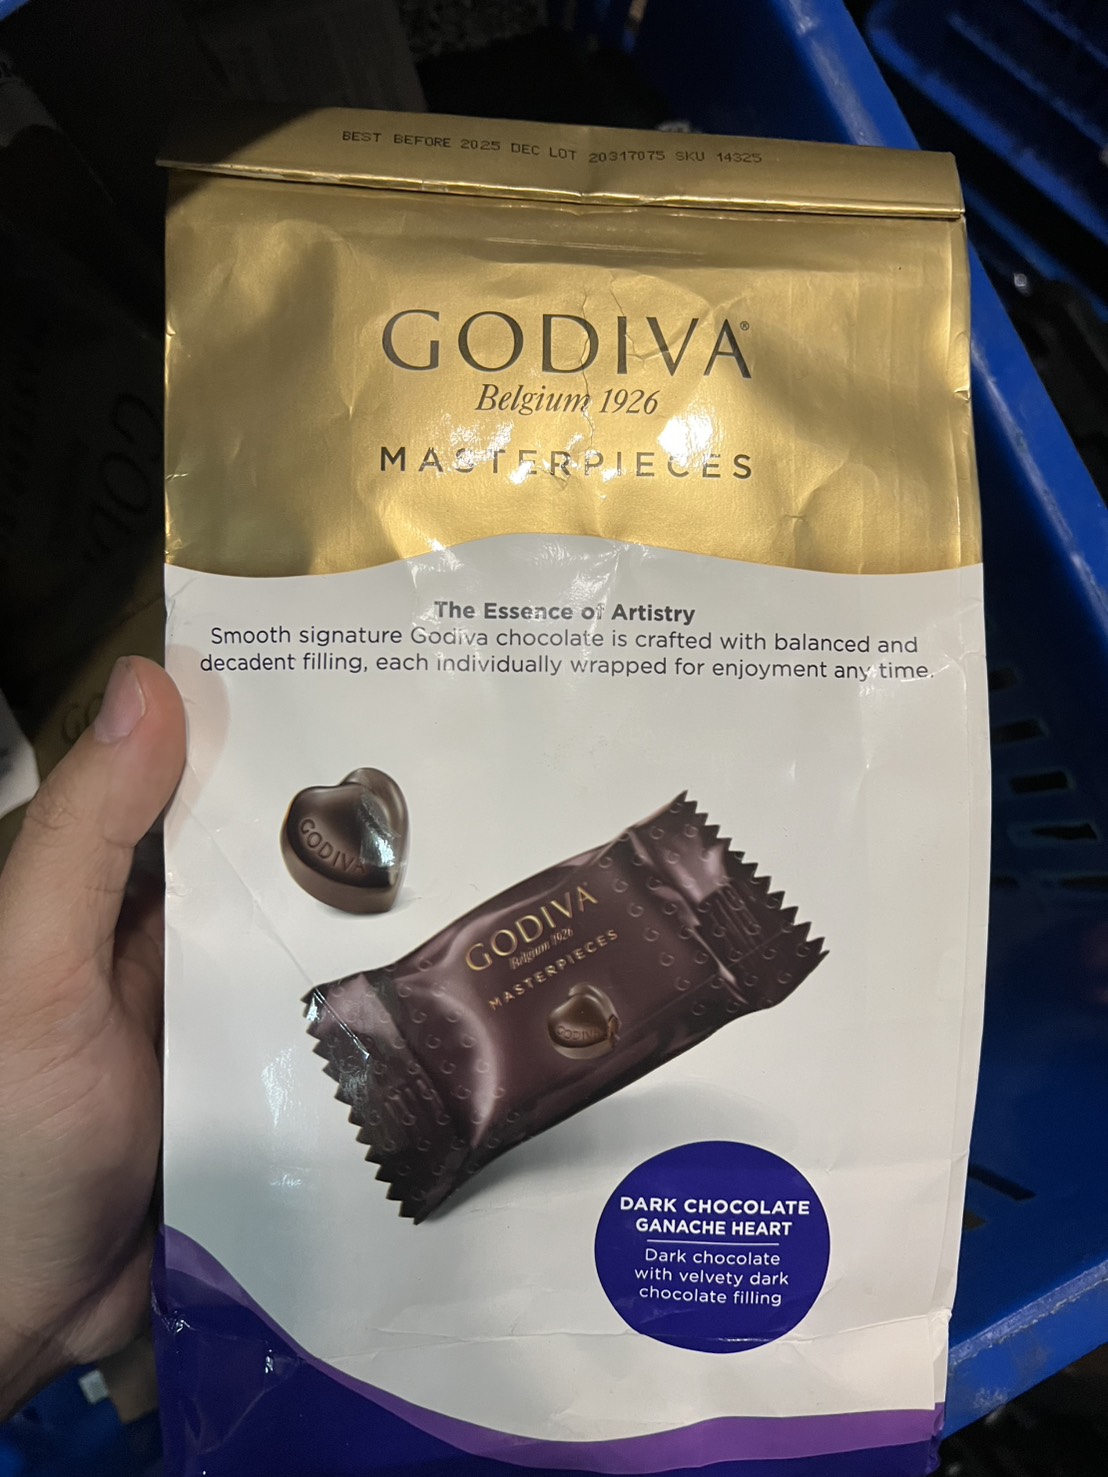 BEST BEFORE 2025 DEC LOT 20317075 SKU 14325
GODIVA®
Belgium 1926
MASTERPIECES
The Essence of Artistry
Smooth signature Godiva chocolate is crafted with balanced and
decadent filling, each individually wrapped for enjoyment any time.
GODIVA
GODIVA
Belgium 1926
MASTERPIECES
GODIVA
DARK CHOCOLATE
GANACHE HEART
Dark chocolate
with velvety dark
chocolate filling